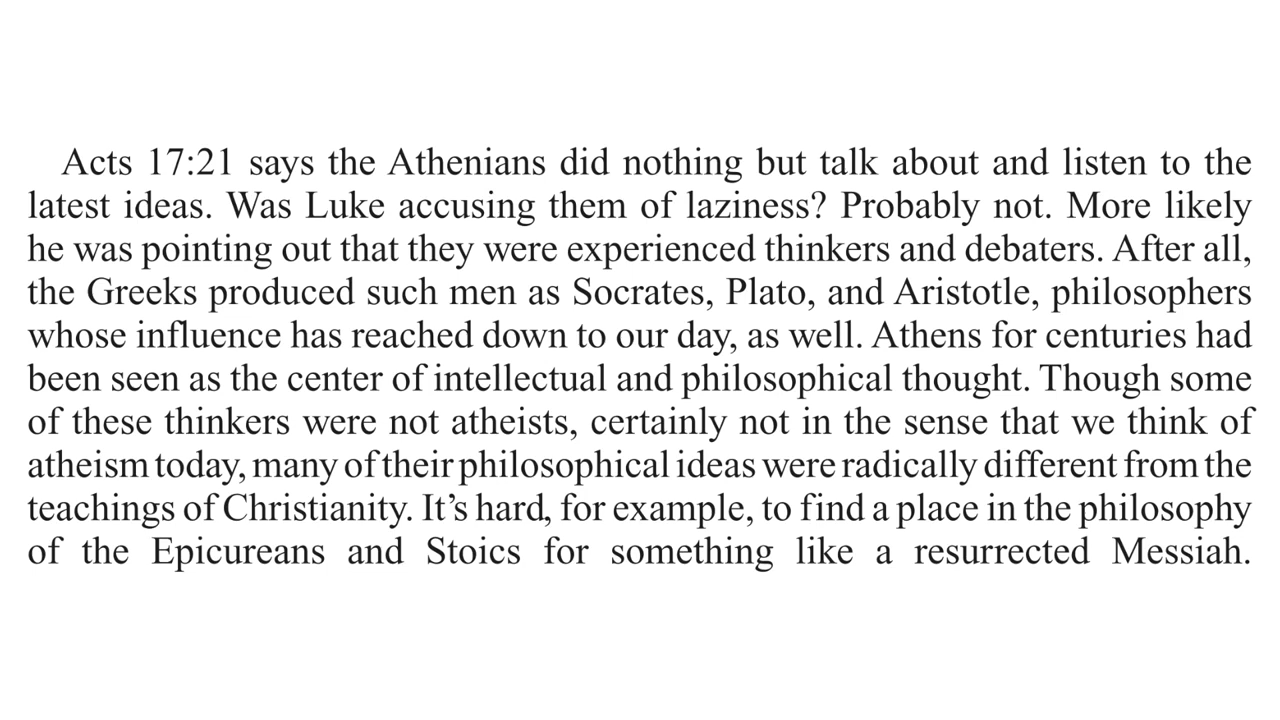 Acts 17:21 says the Athenians did nothing but talk about and listen to the
latest ideas. Was Luke accusing them of laziness? Probably not. More likely
he was pointing out that they were experienced thinkers and debaters. After all,
the Greeks produced such men as Socrates, Plato, and Aristotle, philosophers
whose influence has reached down to our day, as well. Athens for centuries had
been seen as the center of intellectual and philosophical thought. Though some
of these thinkers were not atheists, certainly not in the sense that we think of
atheism today, many of their philosophical ideas were radically different from the
teachings of Christianity. It’s hard, for example, to find a place in the philosophy
of the Epicureans and Stoics for something like a resurrected Messiah.